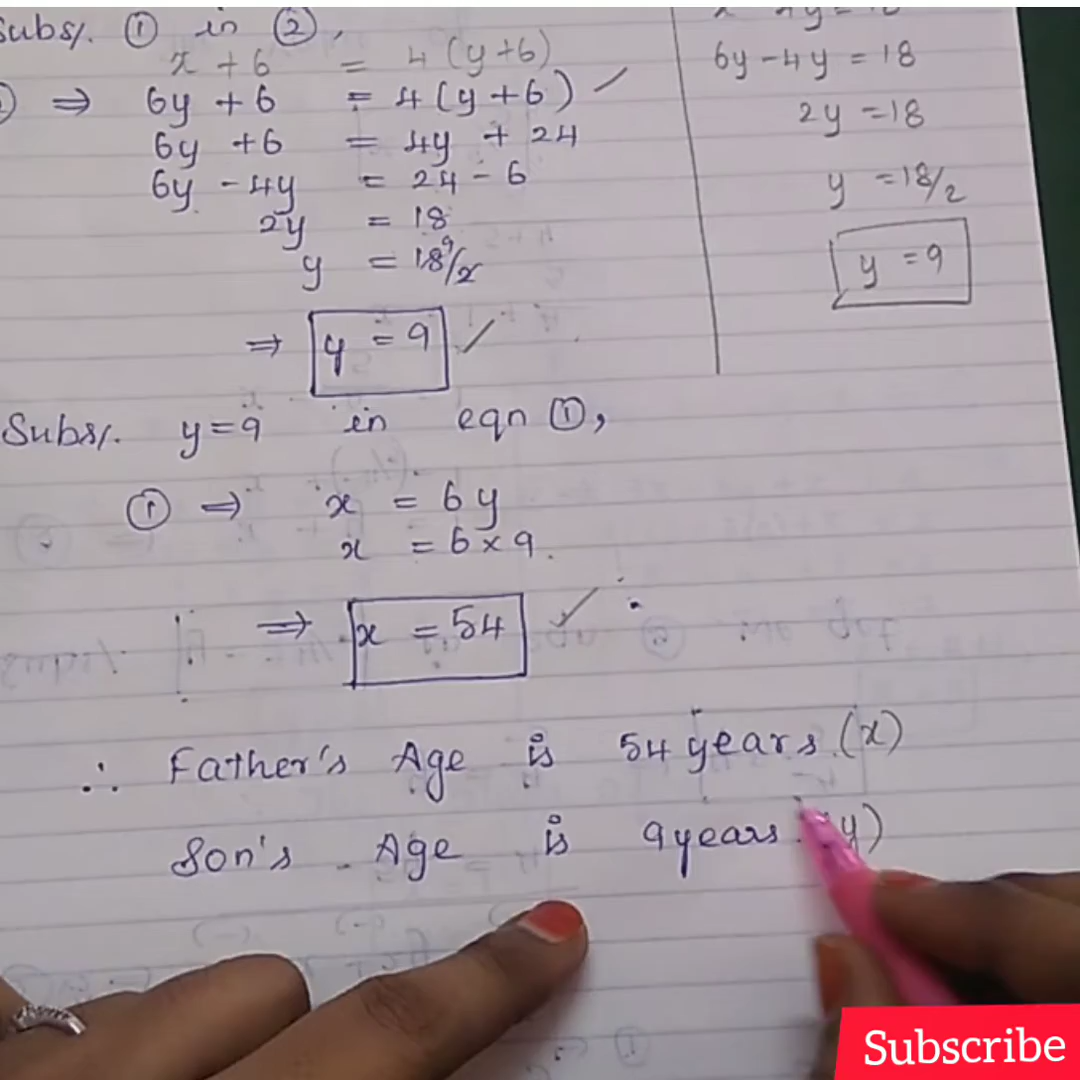 Subs/. ① in ②,
x + 6 = 4 (y+6)
⇒ 6y + 6 = 4 (y + 6)
6y + 6 = 4y + 24
6y - 4y = 24 - 6
2y = 18
y = 18/2 9
⇒ y = 9
Subs/. y = 9 in eqn ①,
① ⇒ x = 6y
x = 6 × 9.
⇒ x = 54
∴ Father's Age is 54 years. (x)
Son's Age is 9 years. (y)
6y - 4y = 18
2y = 18
y = 18/2
y = 9
Subscribe